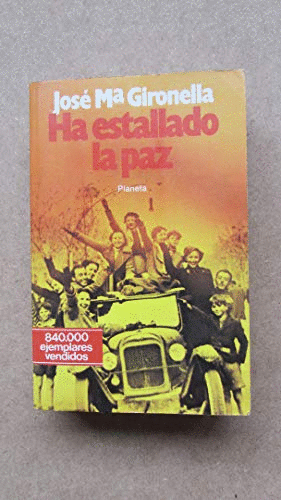 José Mª Gironella
Ha estallado
la paz
Planeta
840.000
ejemplares
vendidos